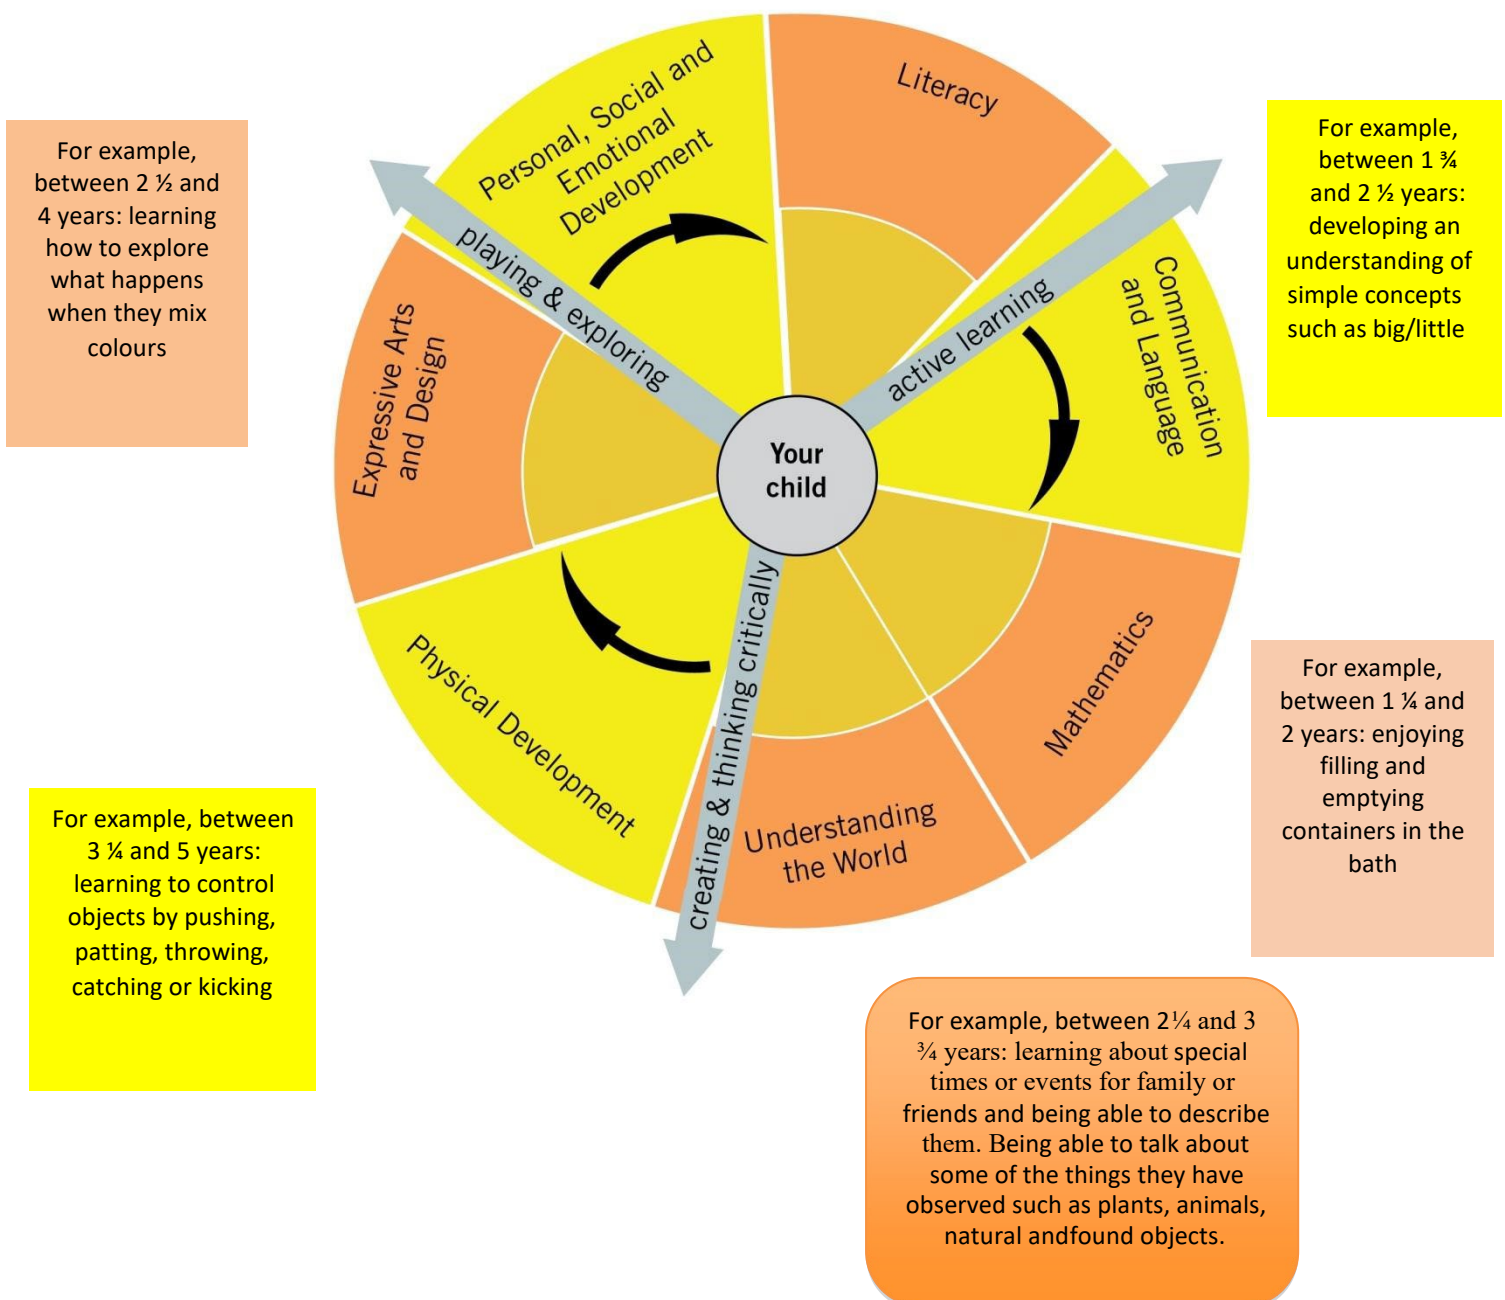 Personal, Social and
Emotional
Development
Literacy
For example,
between 2 ½ and
4 years: learning
how to explore
what happens
when they mix
colours
For example,
between 1 ¾
and 2 ½ years:
developing an
understanding of
simple concepts
such as big/little
playing & exploring
active learning
Communication
and Language
Expressive Arts
and Design
Your
child
creating & thinking critically
Mathematics
Physical Development
Understanding
the World
For example,
between 1 ¼ and
2 years: enjoying
filling and
emptying
containers in the
bath
For example, between
3 ¼ and 5 years:
learning to control
objects by pushing,
patting, throwing,
catching or kicking
For example, between 2¼ and 3
¾ years: learning about special
times or events for family or
friends and being able to describe
them. Being able to talk about
some of the things they have
observed such as plants, animals,
natural andfound objects.